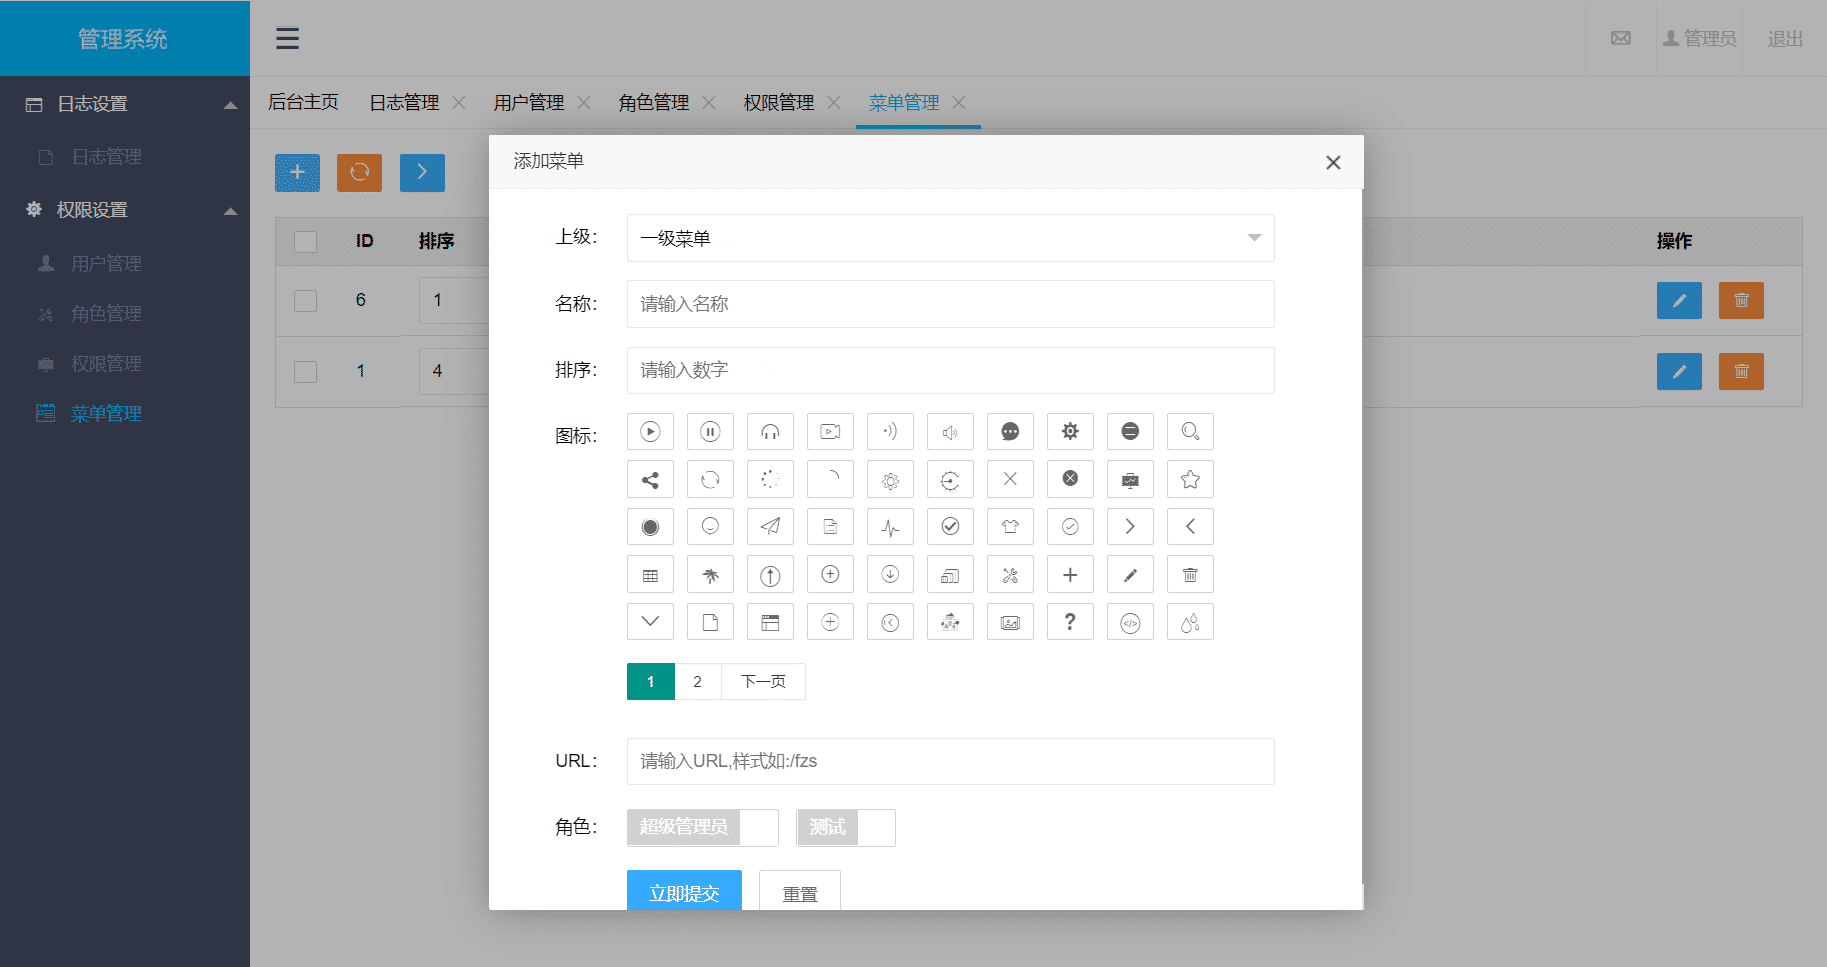 管理系统
管理员
退出
日志设置
日志管理
权限设置
用户管理
角色管理
权限管理
菜单管理
后台主页 日志管理 用户管理 角色管理 权限管理 菜单管理
ID 排序 操作
6 1
1 4
添加菜单
上级： 一级菜单
名称： 请输入名称
排序： 请输入数字
图标：
1 2 下一页
URL： 请输入URL,样式如:/fzs
角色： 超级管理员 测试
立即提交 重置